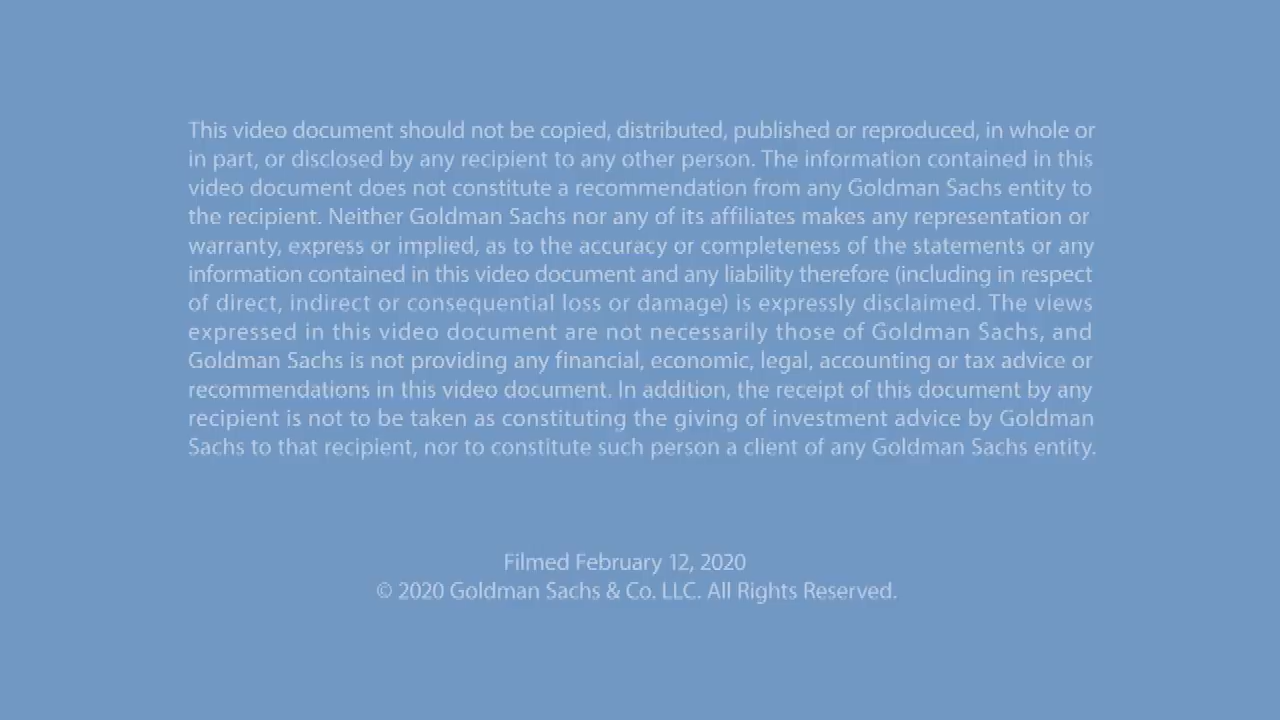 This video document should not be copied, distributed, published or reproduced, in whole or
in part, or disclosed by any recipient to any other person. The information contained in this
video document does not constitute a recommendation from any Goldman Sachs entity to
the recipient. Neither Goldman Sachs nor any of its affiliates makes any representation or
warranty, express or implied, as to the accuracy or completeness of the statements or any
information contained in this video document and any liability therefore (including in respect
of direct, indirect or consequential loss or damage) is expressly disclaimed. The views
expressed in this video document are not necessarily those of Goldman Sachs, and
Goldman Sachs is not providing any financial, economic, legal, accounting or tax advice or
recommendations in this video document. In addition, the receipt of this document by any
recipient is not to be taken as constituting the giving of investment advice by Goldman
Sachs to that recipient, nor to constitute such person a client of any Goldman Sachs entity.
Filmed February 12, 2020
© 2020 Goldman Sachs & Co. LLC. All Rights Reserved.